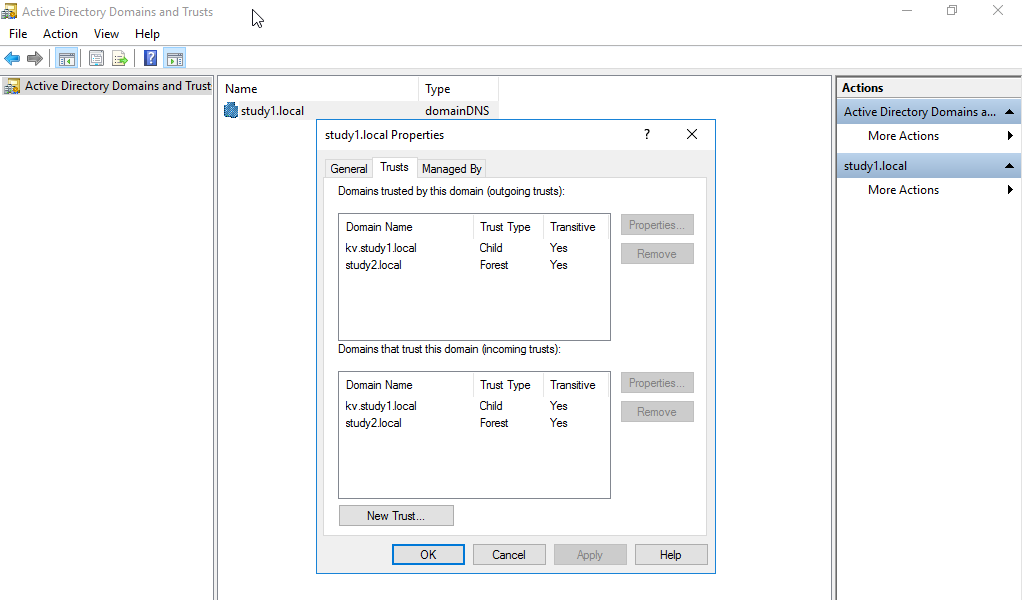 Active Directory Domains and Trusts
File Action View Help
Active Directory Domains and Trust
Name Type
study1.local domainDNS
study1.local Properties ?
General Trusts Managed By
Domains trusted by this domain (outgoing trusts):
Domain Name Trust Type Transitive
kv.study1.local Child Yes
study2.local Forest Yes
Properties...
Remove
Domains that trust this domain (incoming trusts):
Domain Name Trust Type Transitive
kv.study1.local Child Yes
study2.local Forest Yes
Properties...
Remove
New Trust...
OK Cancel Apply Help
Actions
Active Directory Domains a...
More Actions
study1.local
More Actions